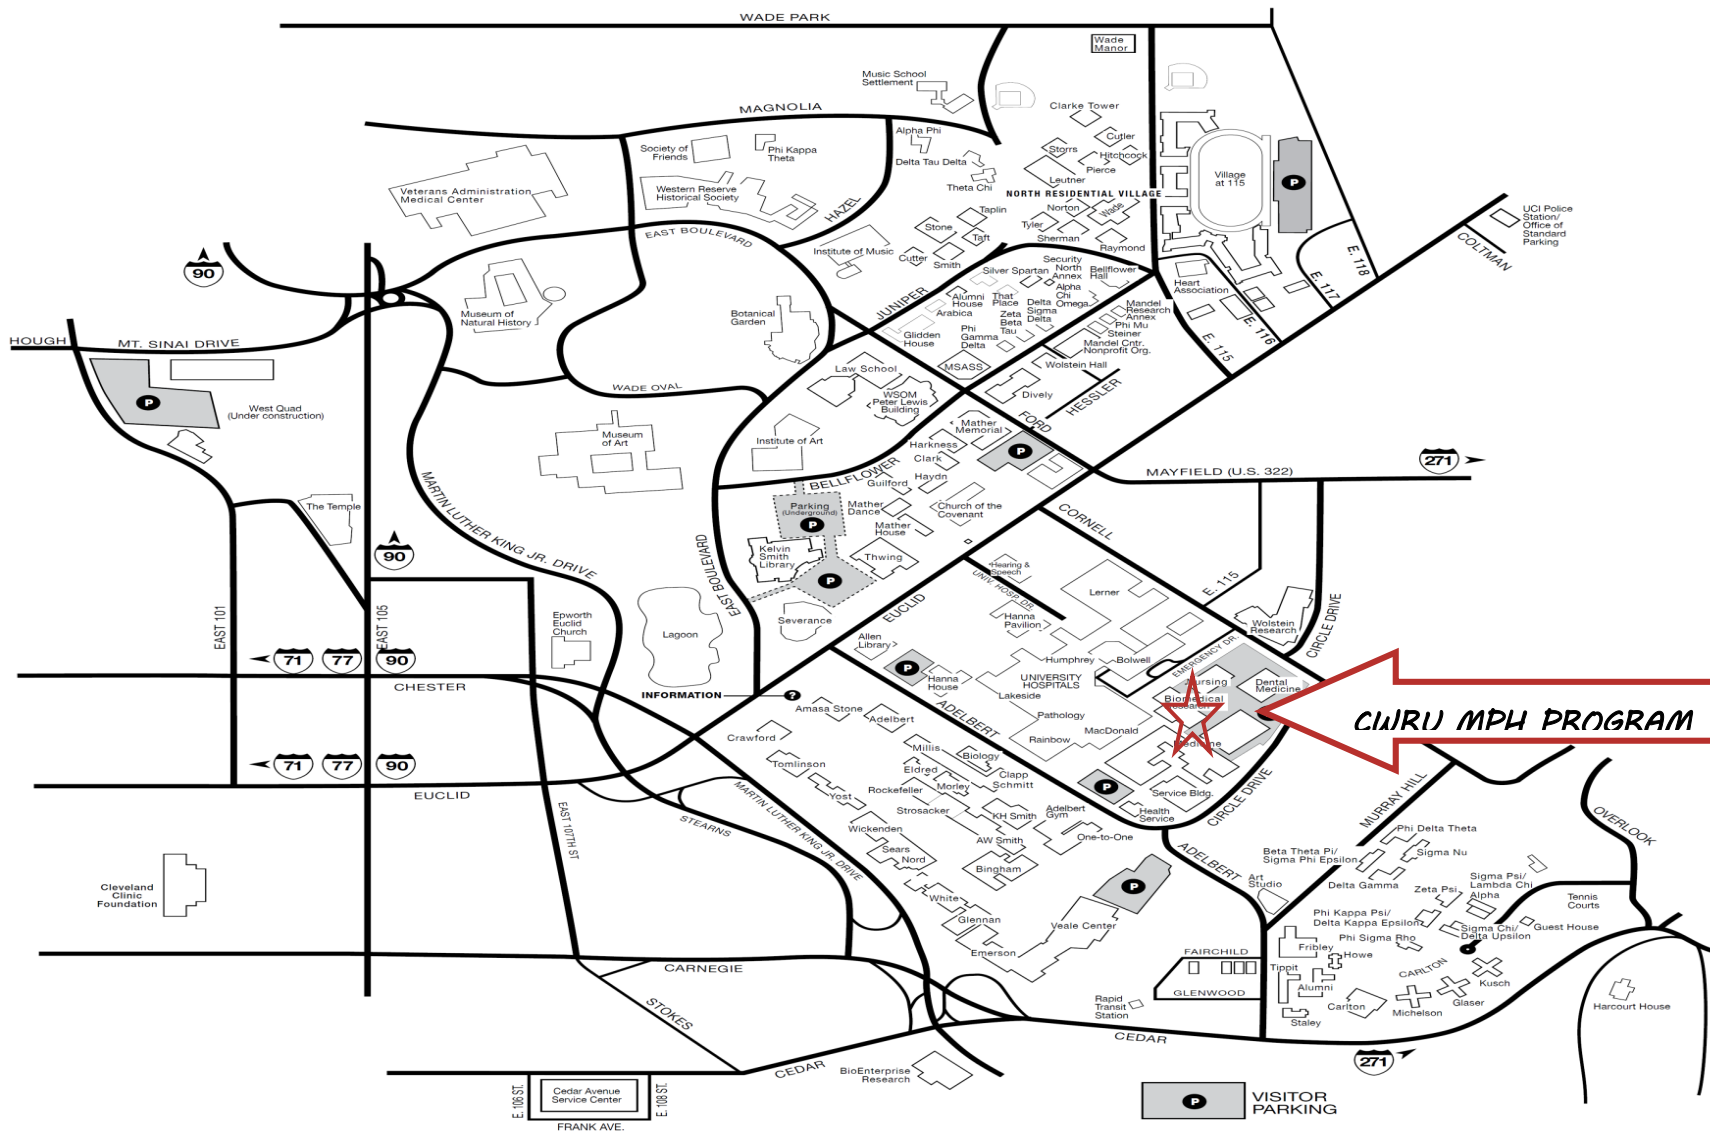 WADE PARK
Wade
Manor
Music School
Settlement
MAGNOLIA
Clarke Tower
Alpha Phi
Cutler
Society of
Friends
Phi Kappa
Theta
Storrs
Hitchcock
Delta Tau Delta
Pierce
Leutner
Village
at 115
P
Veterans Administration
Medical Center
Western Reserve
Historical Society
Theta Chi
NORTH RESIDENTIAL VILLAGE
HAZEL
Taplin
Norton
Wade
UCI Police
Station/
Office of
Standard
Parking
Stone
Tyler
Taft
Sherman
Raymond
COLTMAN
EAST BOULEVARD
Institute of Music
Cutter
Smith
E. 118
90
Security
North
Annex
Bellflower
Hall
Silver Spartan
E. 117
Heart
Association
Alpha
Chi
Omega
JUNIPER
Alumni
House
That
Place
Arabica
Delta
Sigma
Delta
Mandel
Research
Annex
Museum of
Natural History
Botanical
Garden
Zeta
Beta
Tau
Phi Mu
Steiner
E. 116
Phi
Gamma
Delta
Glidden
House
Mandel Cntr.
Nonprofit Org.
E. 115
HOUGH
MT. SINAI DRIVE
Law School
MSASS
Wolstein Hall
WADE OVAL
WSOM
Peter Lewis
Building
Dively
HESSLER
P
West Quad
(Under construction)
FORD
Mather
Memorial
Museum
of Art
Institute of Art
Harkness
P
Clark
271
BELLFLOWER
MAYFIELD (U.S. 322)
Haydn
Guilford
MARTIN LUTHER KING JR. DRIVE
The Temple
Parking
(Underground)
P
Mather
Dance
Church of the
Covenant
Mather
House
CORNELL
90
EAST BOULEVARD
Kelvin
Smith
Library
Thwing
Hearing &
Speech
UNIV. HOSP. DR.
P
E. 115
Lerner
EUCLID
EAST 101
EAST 105
Epworth
Euclid
Church
Lagoon
Severance
Hanna
Pavilion
Wolstein
Research
CIRCLE DRIVE
Allen
Library
EMERGENCY DR.
71
77
90
P
Hanna
House
Humphrey
Bolwell
UNIVERSITY
HOSPITALS
Nursing
Dental
Medicine
CHESTER
INFORMATION
?
Lakeside
Biomedical
ADELBERT
Amasa Stone
Adelbert
Pathology
MacDonald
CWRU MPH PROGRAM
Crawford
Rainbow
Medicine
Millis
Biology
71
77
90
Tomlinson
Eldred
Clapp
Schmitt
P
EUCLID
Yost
Rockefeller
Morley
Service Bldg.
CIRCLE DRIVE
MURRAY HILL
MARTIN LUTHER KING JR. DRIVE
Strosacker
KH Smith
Adelbert
Gym
Health
Service
OVERLOOK
EAST 107TH ST
STEARNS
Wickenden
AW Smith
One-to-One
Phi Delta Theta
Sears
Nord
ADELBERT
Beta Theta Pi/
Sigma Phi Epsilon
Sigma Nu
Bingham
Cleveland
Clinic
Foundation
P
Art
Studio
Delta Gamma
Sigma Psi/
Lambda Chi
Alpha
Zeta Psi
Tennis
Courts
White
Phi Kappa Psi/
Delta Kappa Epsilon
Glennan
Veale Center
Sigma Chi/
Delta Upsilon
Guest House
Phi Sigma Rho
Emerson
FAIRCHILD
Fribley
Howe
CARNEGIE
Tippit
CARLTON
Kusch
GLENWOOD
Alumni
Glaser
STOKES
Rapid
Transit
Station
Carlton
Michelson
Harcourt House
Staley
CEDAR
271
CEDAR
BioEnterprise
Research
E. 106 ST.
Cedar Avenue
Service Center
E. 108 ST.
FRANK AVE.
P
VISITOR
PARKING